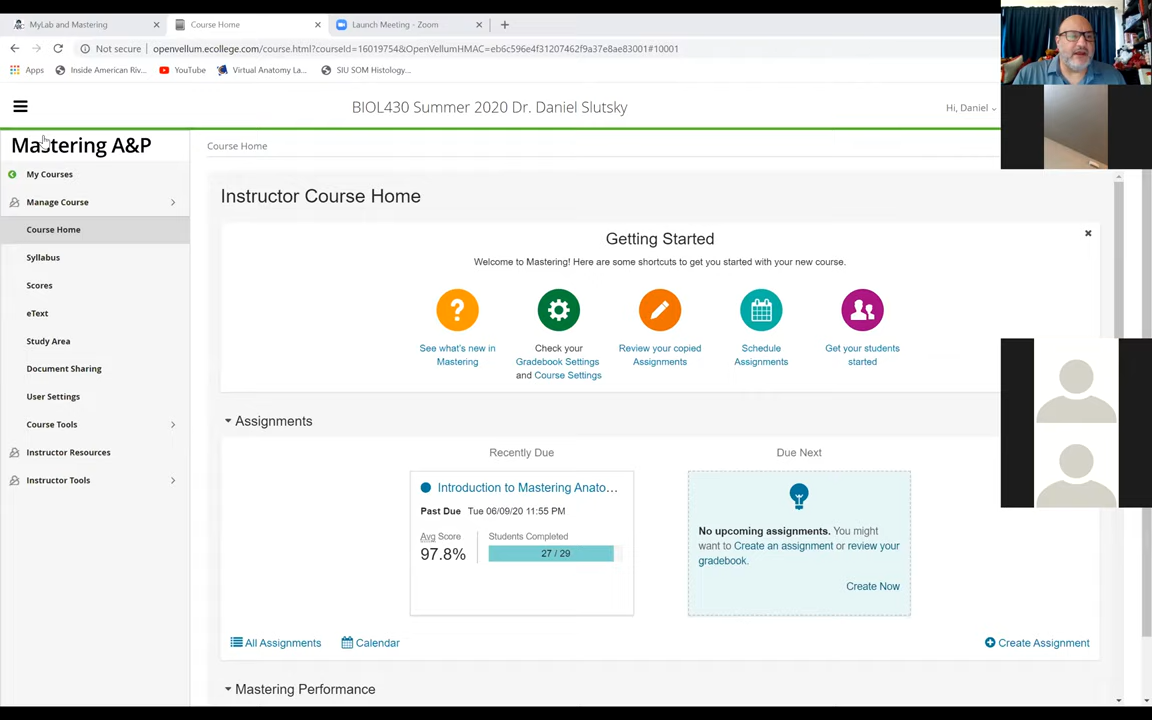 MyLab and Mastering
Course Home
Launch Meeting - Zoom
Not secure
openvellum.ecollege.com/course.html?courseId=16019754&OpenVellumHMAC=eb6c596e4f31207462f9a37e8ae83001#10001
Apps
Inside American Riv...
YouTube
Virtual Anatomy La...
SIU SOM Histology...
BIOL430 Summer 2020 Dr. Daniel Slutsky
Hi, Daniel
Mastering A&P
My Courses
Manage Course
Course Home
Syllabus
Scores
eText
Study Area
Document Sharing
User Settings
Course Tools
Instructor Resources
Instructor Tools
Course Home
Instructor Course Home
Getting Started
Welcome to Mastering! Here are some shortcuts to get you started with your new course.
See what's new in
Mastering
Check your
Gradebook Settings
and Course Settings
Review your copied
Assignments
Schedule
Assignments
Get your students
started
Assignments
Recently Due
Introduction to Mastering Anato...
Past Due Tue 06/09/20 11:55 PM
Avg Score
97.8%
Students Completed
27 / 29
Due Next
No upcoming assignments. You might
want to Create an assignment or review your
gradebook.
Create Now
All Assignments
Calendar
Create Assignment
Mastering Performance